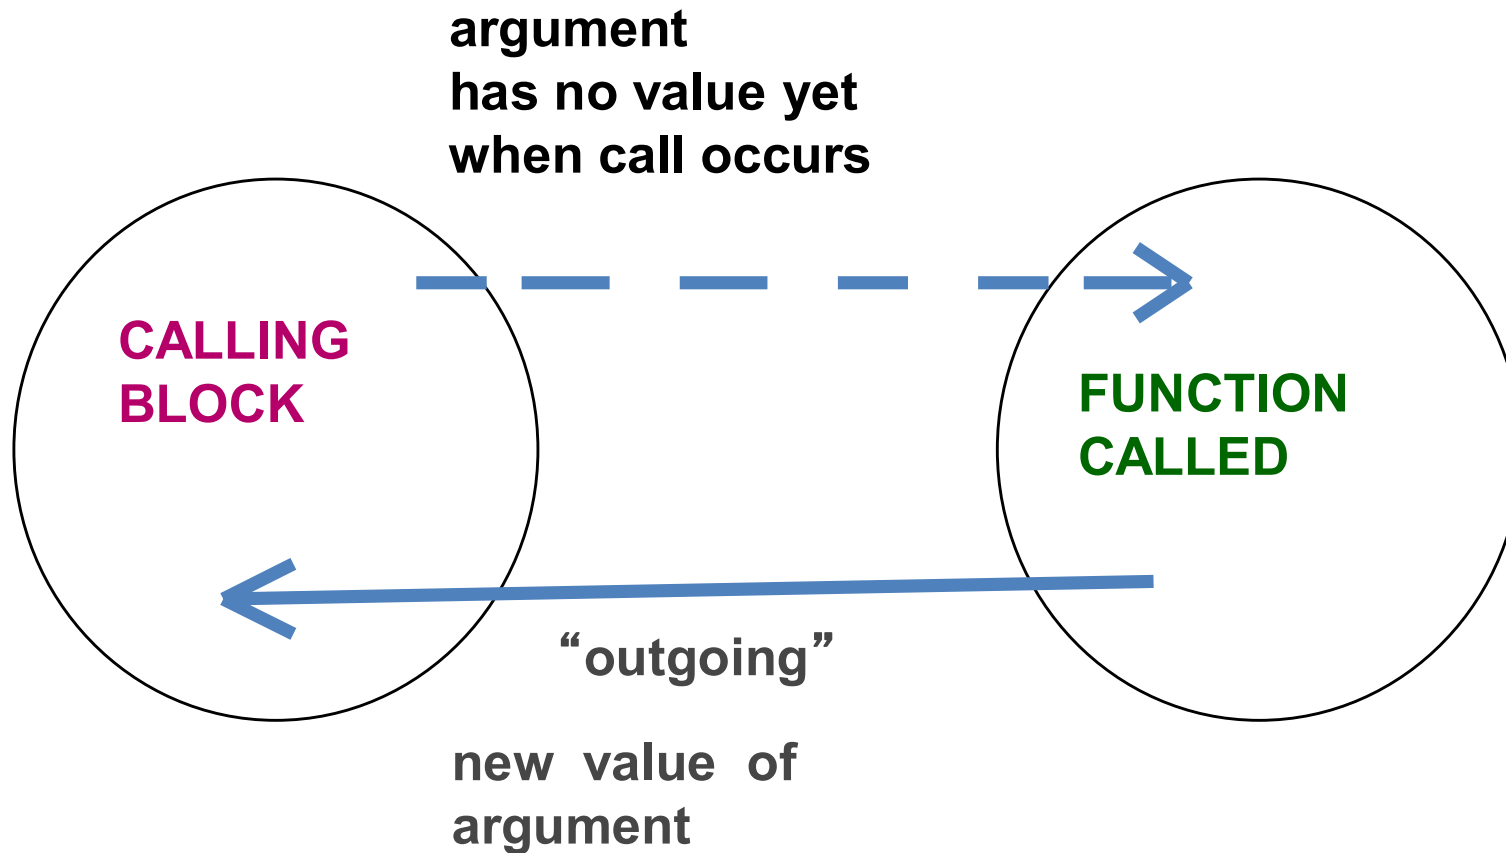 argument
has no value yet
when call occurs
CALLING
BLOCK
FUNCTION
CALLED
“outgoing”
new value of
argument